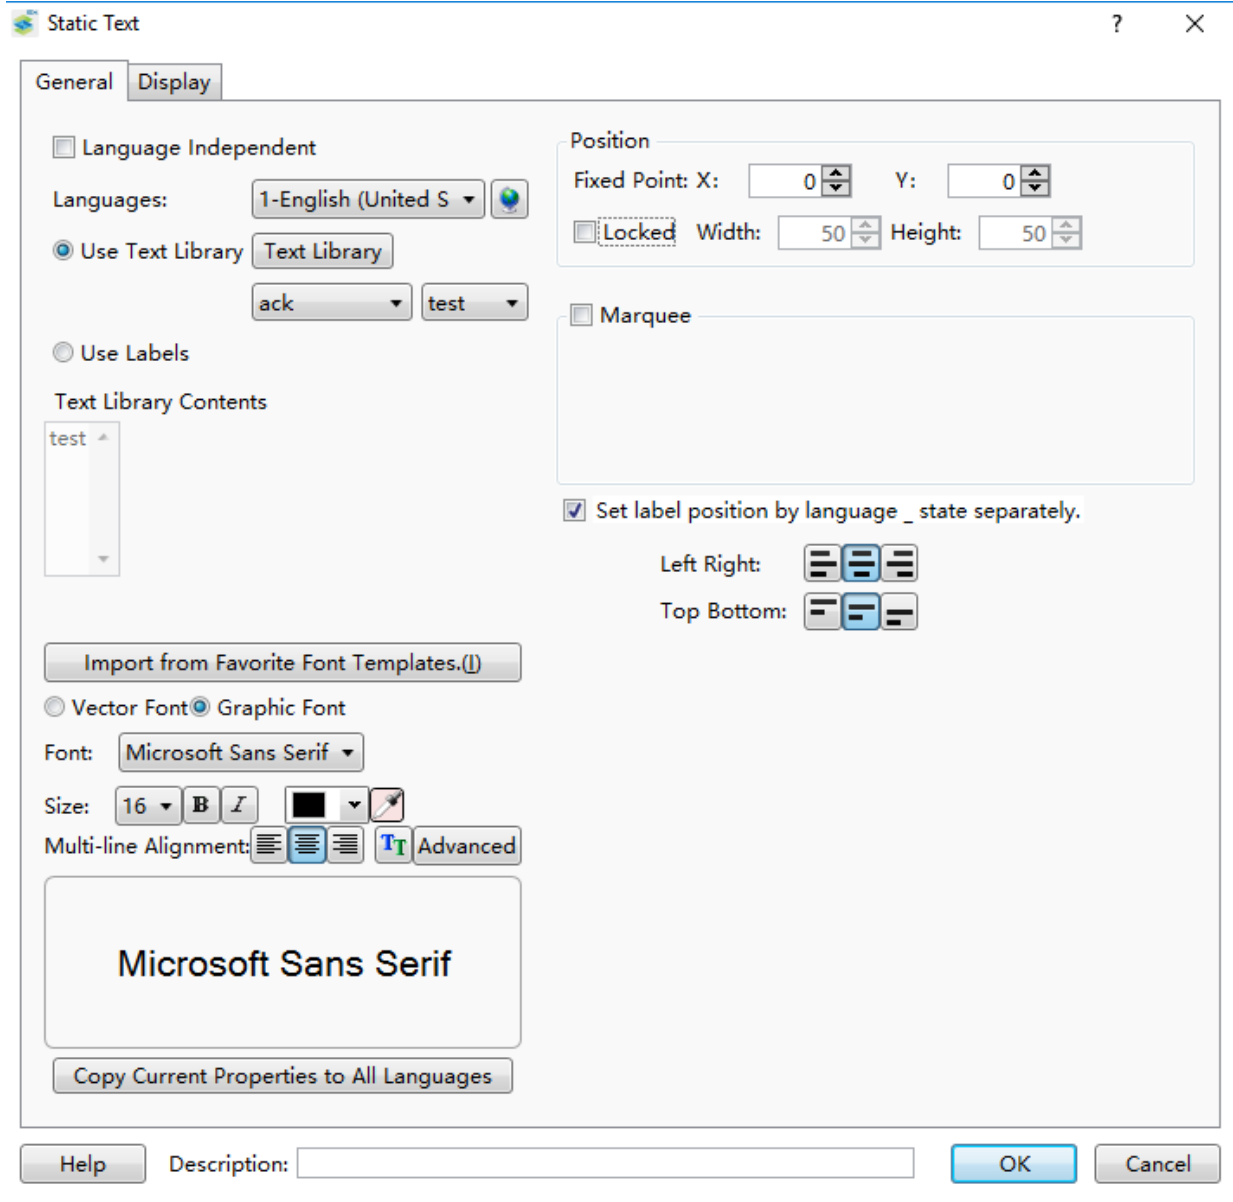 Static Text
?
General Display
Language Independent
Languages: 1-English (United S
Use Text Library Text Library
ack test
Use Labels
Text Library Contents
test
Import from Favorite Font Templates.(I)
Vector Font Graphic Font
Font: Microsoft Sans Serif
Size: 16 B I
Multi-line Alignment: TT Advanced
Microsoft Sans Serif
Copy Current Properties to All Languages
Position
Fixed Point: X: 0 Y: 0
Locked Width: 50 Height: 50
Marquee
Set label position by language _ state separately.
Left Right:
Top Bottom:
Help Description: OK Cancel